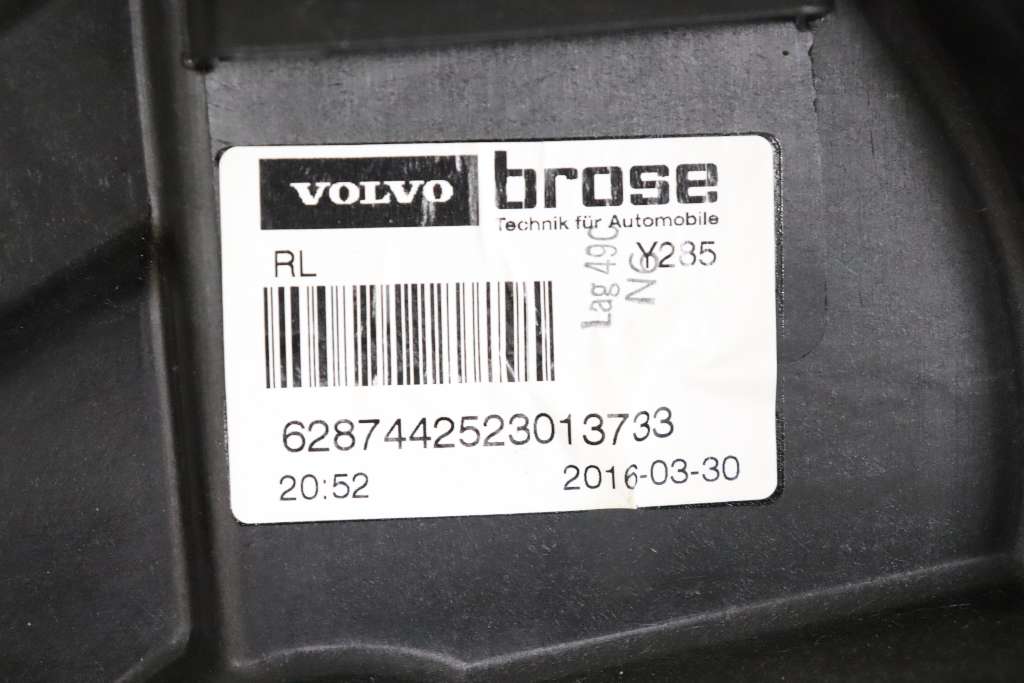 VOLVO
brose
Technik für Automobile
RL
Y285
Lag 49C
N6
6287442523013733
20:52
2016-03-30